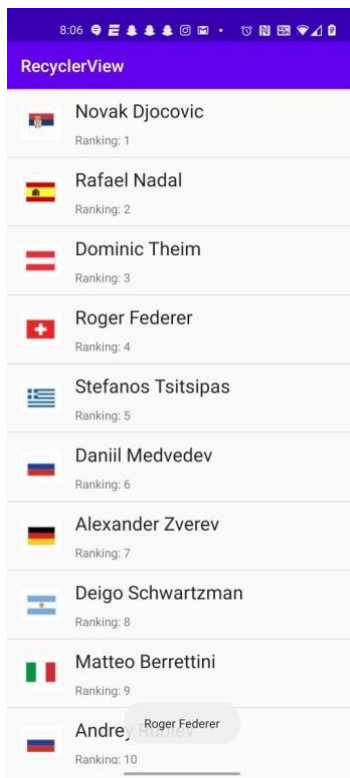 8:06
RecyclerView
Novak Djocovic
Ranking: 1
Rafael Nadal
Ranking: 2
Dominic Theim
Ranking: 3
Roger Federer
Ranking: 4
Stefanos Tsitsipas
Ranking: 5
Daniil Medvedev
Ranking: 6
Alexander Zverev
Ranking: 7
Deigo Schwartzman
Ranking: 8
Matteo Berrettini
Ranking: 9
Andrey Rublev
Roger Federer
Ranking: 10